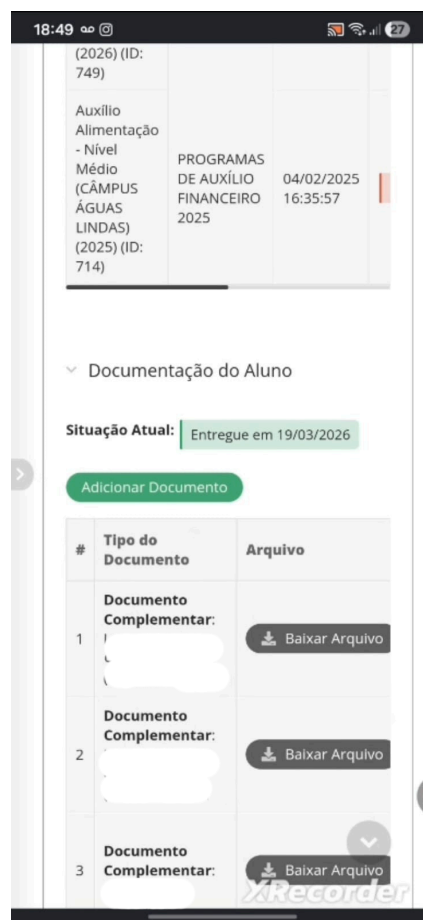 18:49
27
(2026) (ID:
749)
Auxílio
Alimentação
- Nível
Médio
(CÂMPUS
ÁGUAS
LINDAS)
(2025) (ID:
714)
PROGRAMAS
DE AUXÍLIO
FINANCEIRO
2025
04/02/2025
16:35:57
Documentação do Aluno
Situação Atual: Entregue em 19/03/2026
Adicionar Documento
# Tipo do
Documento Arquivo
Documento
Complementar:
1 Baixar Arquivo
Documento
Complementar:
2 Baixar Arquivo
Documento
3 Complementar: Baixar Arquivo
XRecorder